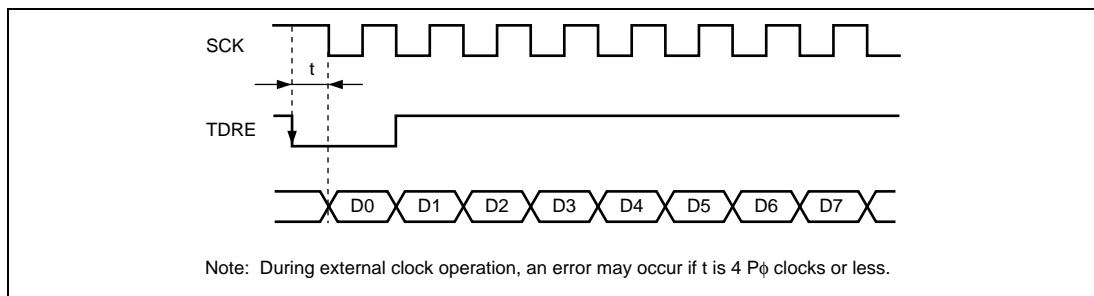 SCK
t
TDRE
D0 D1 D2 D3 D4 D5 D6 D7
Note: During external clock operation, an error may occur if t is 4 Pϕ clocks or less.